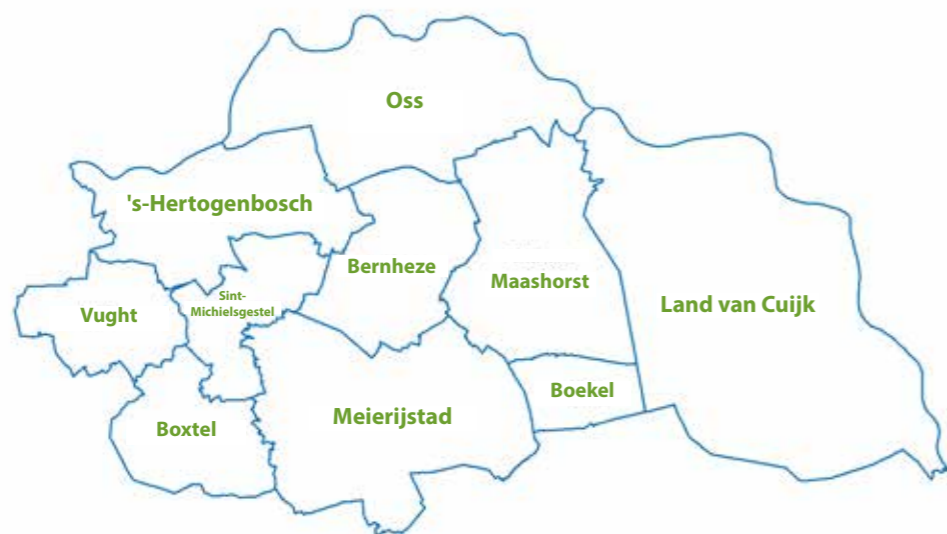 Oss
's-Hertogenbosch
Bernheze
Maashorst
Sint-
Michielsgestel
Land van Cuijk
Vught
Boekel
Meierijstad
Boxtel